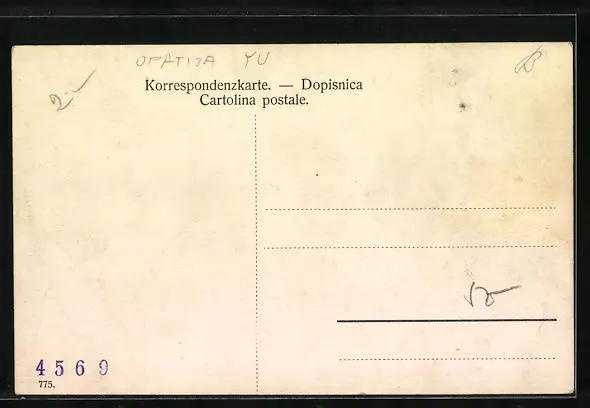 OPATIJA YU
Korrespondenzkarte. — Dopisnica
Cartolina postale.
4569
775.